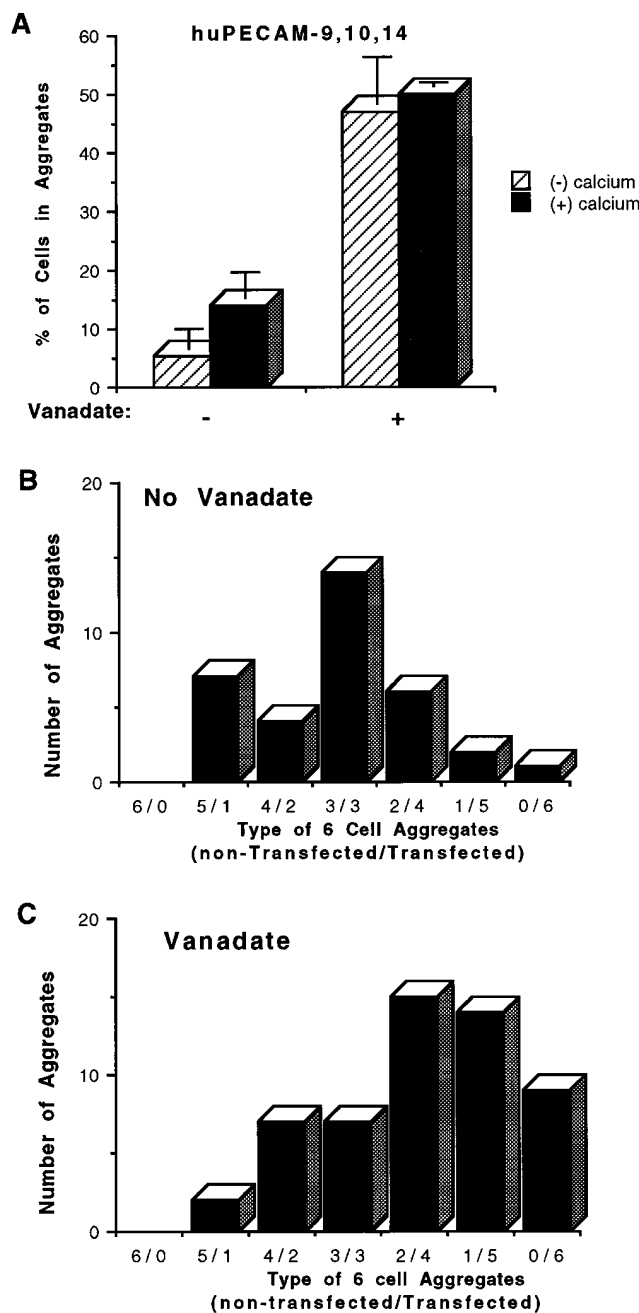 A
huPECAM-9,10,14
60
50
40
30
20
10
0
% of Cells in Aggregates
(-) calcium
(+) calcium
Vanadate: - +
B
No Vanadate
20
10
0
Number of Aggregates
6/0 5/1 4/2 3/3 2/4 1/5 0/6
Type of 6 Cell Aggregates
(non-Transfected/Transfected)
C
Vanadate
20
10
0
Number of Aggregates
6/0 5/1 4/2 3/3 2/4 1/5 0/6
Type of 6 cell Aggregates
(non-transfected/Transfected)